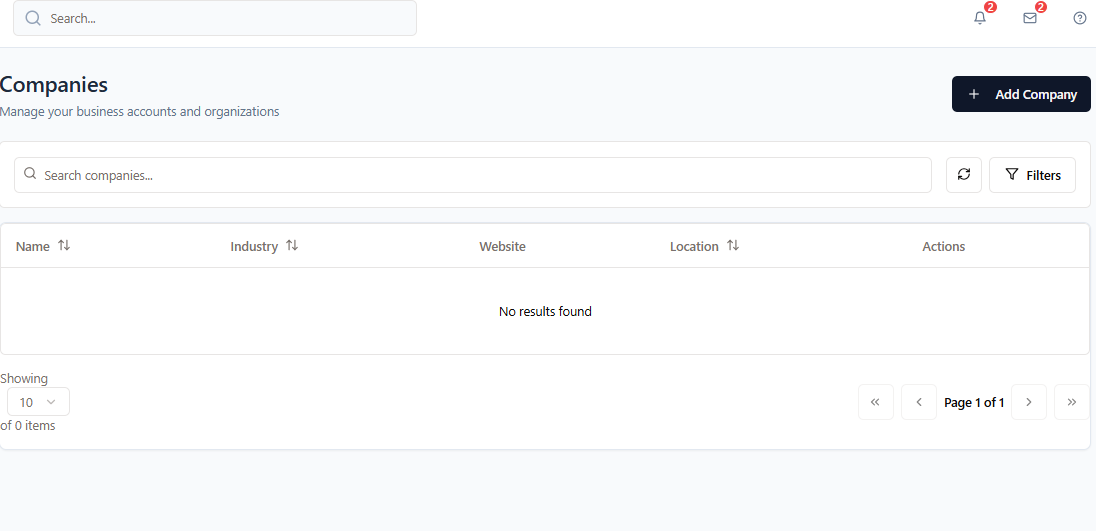 Search...
2
2
Companies
Manage your business accounts and organizations
Add Company
Search companies...
Filters
Name Industry Website Location Actions
No results found
Showing
10
of 0 items
Page 1 of 1